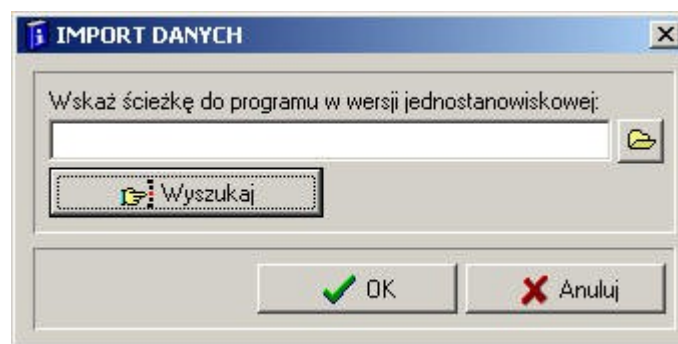 IMPORT DANYCH
Wskaż ścieżkę do programu w wersji jednostanowiskowej:
Wyszukaj
OK
Anuluj